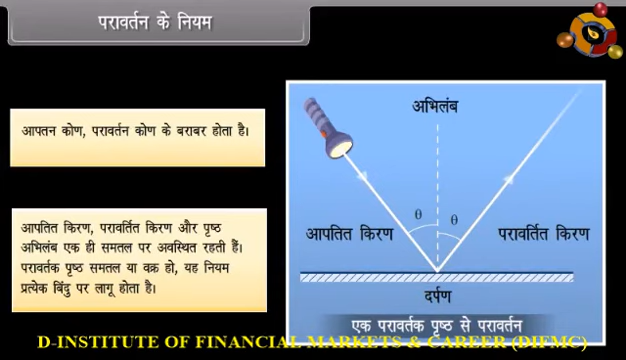 परावर्तन के नियम
आपतन कोण, परावर्तन कोण के बराबर होता है।
आपतित किरण, परावर्तित किरण और पृष्ठ
अभिलंब एक ही समतल पर अवस्थित रहती हैं।
परावर्तक पृष्ठ समतल या वक्र हो, यह नियम
प्रत्येक बिंदु पर लागू होता है।
अभिलंब
θ
θ
आपतित किरण
परावर्तित किरण
दर्पण
एक परावर्तक पृष्ठ से परावर्तन
D-INSTITUTE OF FINANCIAL MARKETS & CAREER (DIFMC)